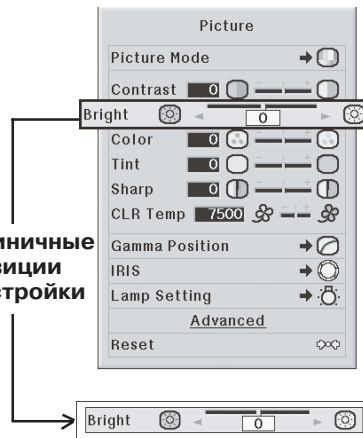 Picture
Picture Mode
Contrast 0
Bright 0
Color 0
Tint 0
Sharp 0
CLR Temp 7500
Gamma Position
IRIS
Lamp Setting
Advanced
Reset
стройки
Bright 0